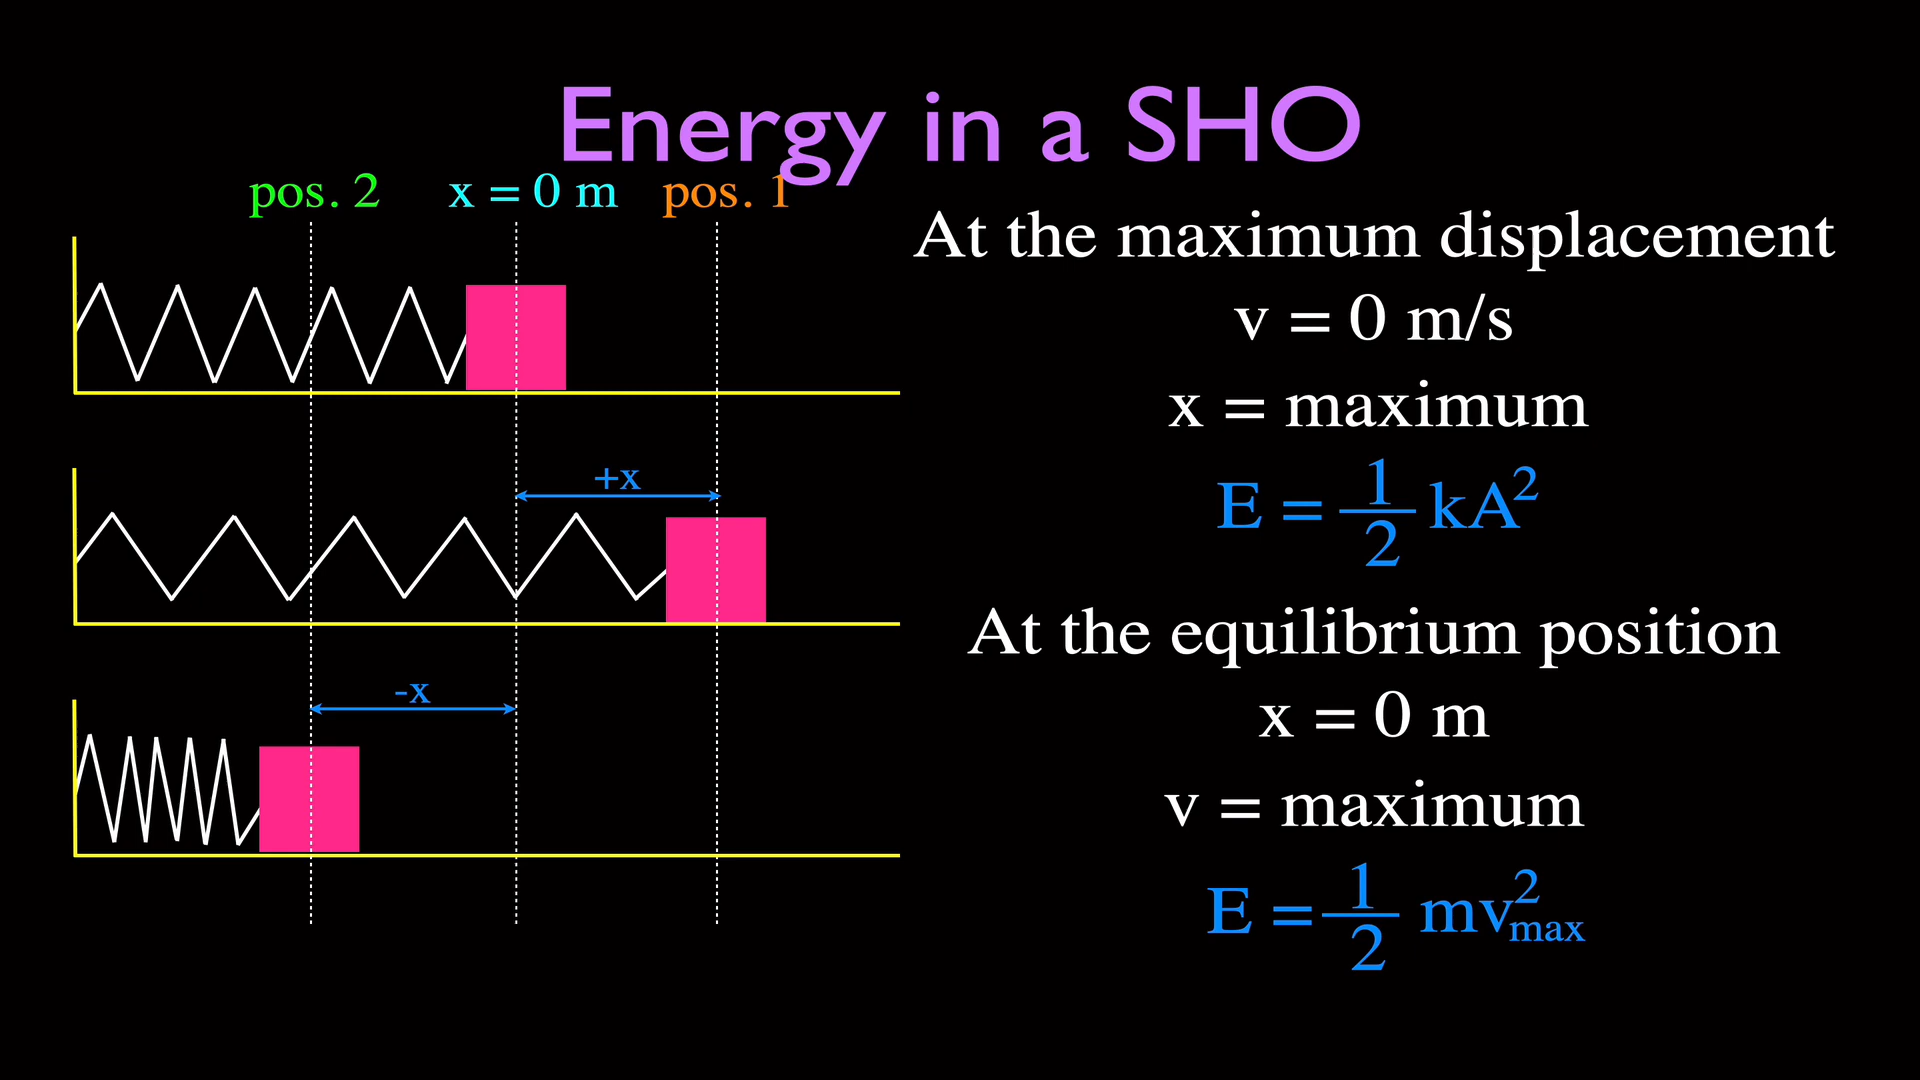 Energy in a SHO
pos. 2 x = 0 m pos. 1
+x
-x
At the maximum displacement
v = 0 m/s
x = maximum
E = 1/2 kA²
At the equilibrium position
x = 0 m
v = maximum
E = 1/2 mv²max